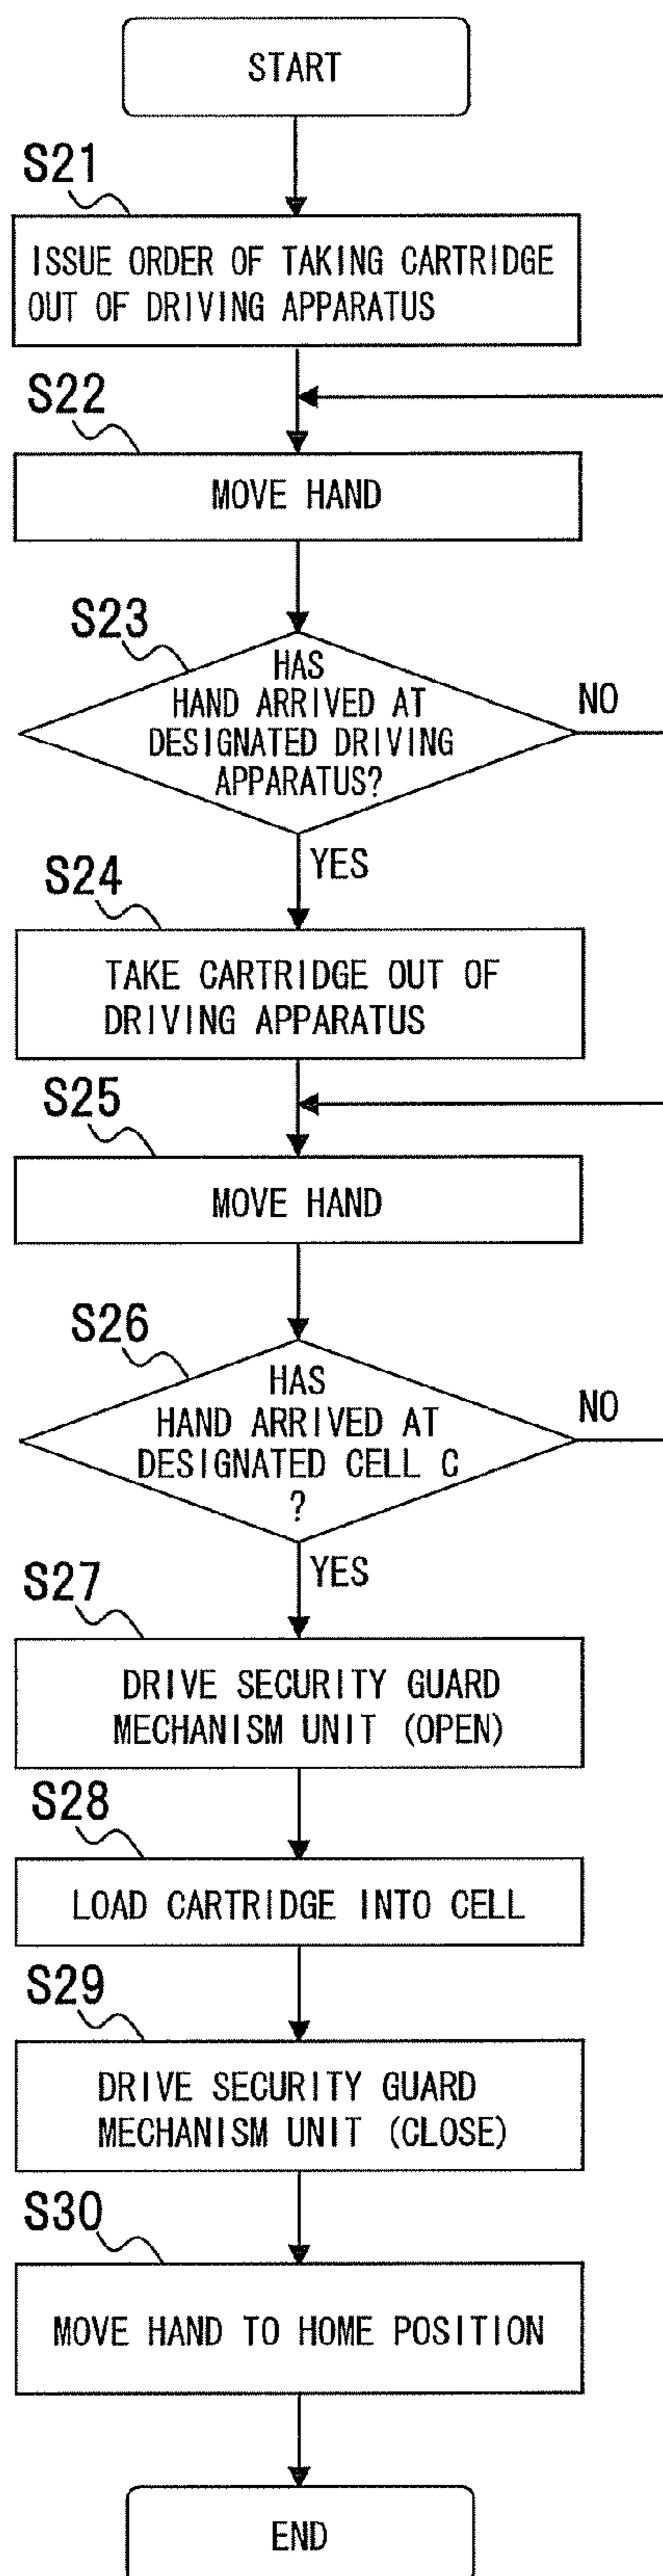 START
S21
ISSUE ORDER OF TAKING CARTRIDGE
OUT OF DRIVING APPARATUS
S22
MOVE HAND
S23
HAS
HAND ARRIVED AT
DESIGNATED DRIVING
APPARATUS?
NO
YES
S24
TAKE CARTRIDGE OUT OF
DRIVING APPARATUS
S25
MOVE HAND
S26
HAS
HAND ARRIVED AT
DESIGNATED CELL C
?
NO
YES
S27
DRIVE SECURITY GUARD
MECHANISM UNIT (OPEN)
S28
LOAD CARTRIDGE INTO CELL
S29
DRIVE SECURITY GUARD
MECHANISM UNIT (CLOSE)
S30
MOVE HAND TO HOME POSITION
END